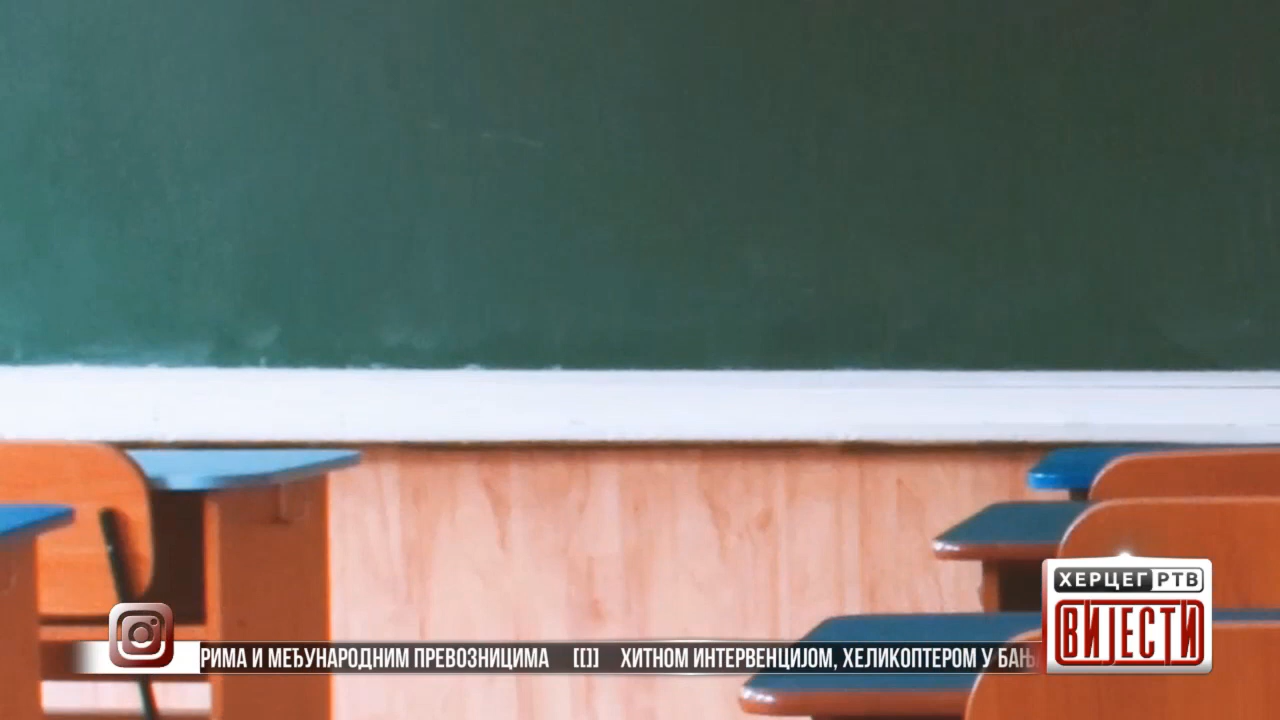 ХЕРЦЕГ РТВ
ВИЈЕСТИ
РИМА И МЕЂУНАРОДНИМ ПРЕВОЗНИЦИМА [[]] ХИТНОМ ИНТЕРВЕНЦИЈОМ, ХЕЛИКОПТЕРОМ У